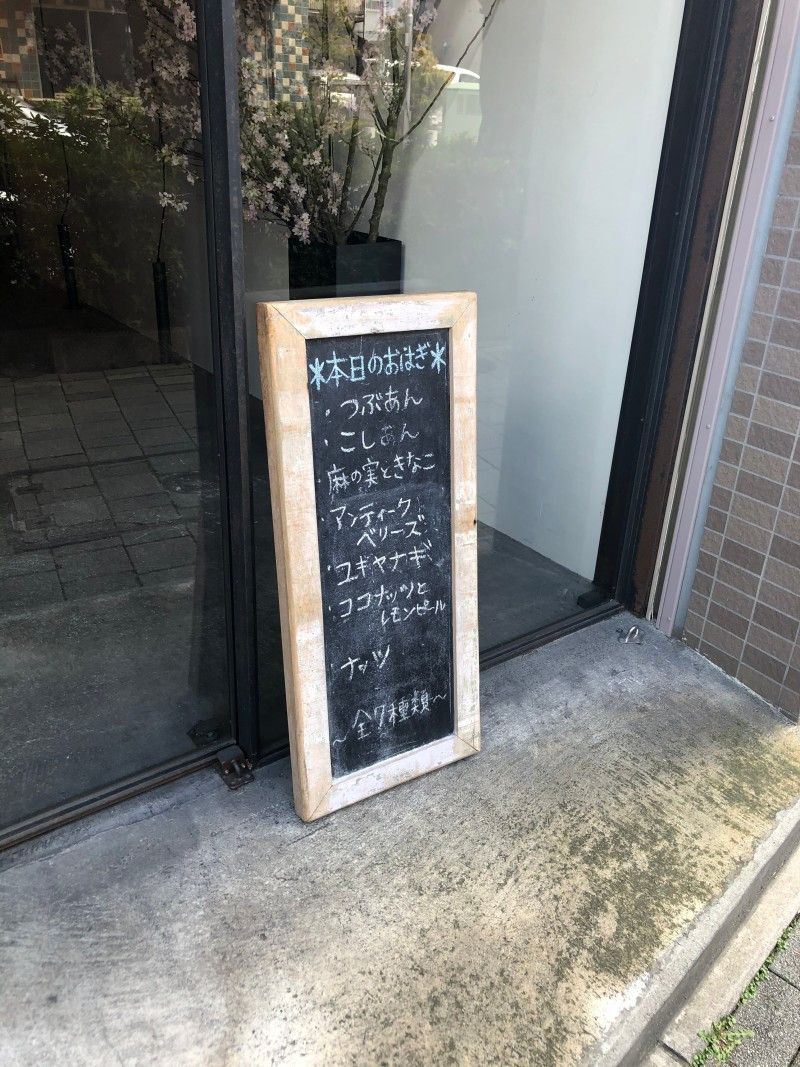 *本日のおはぎ*
・つぶあん
・こしあん
・麻の実ときなこ
・アンティーク
ベリーズ
・ユギヤナギ
・ココナッツと
レモンピール
・ナッツ
〜全7種類〜